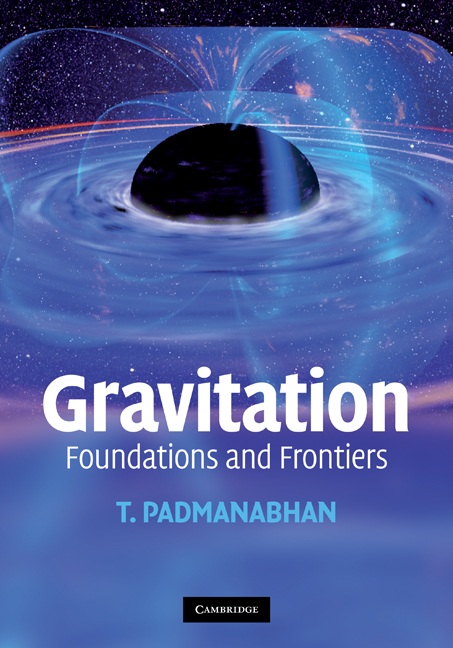 Gravitation
Foundations and Frontiers
T. PADMANABHAN
CAMBRIDGE